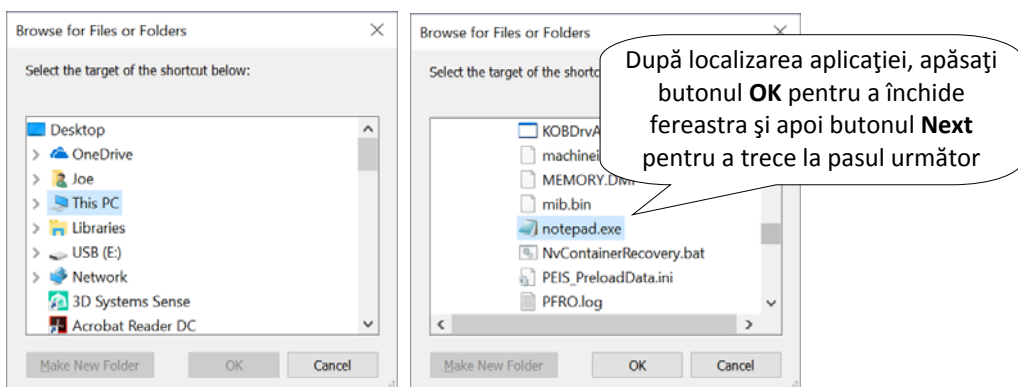 Browse for Files or Folders
Select the target of the shortcut below:
Desktop
OneDrive
Joe
This PC
Libraries
USB (E:)
Network
3D Systems Sense
Acrobat Reader DC
Make New Folder
OK
Cancel
Browse for Files or Folders
Select the target of the shortc
După localizarea aplicaţiei, apăsaţi
butonul OK pentru a închide
fereastra şi apoi butonul Next
pentru a trece la pasul următor
KOBDrvA
machinei
MEMORY.DMP
mib.bin
notepad.exe
NvContainerRecovery.bat
PEIS_PreloadData.ini
PFRO.log
Make New Folder
OK
Cancel